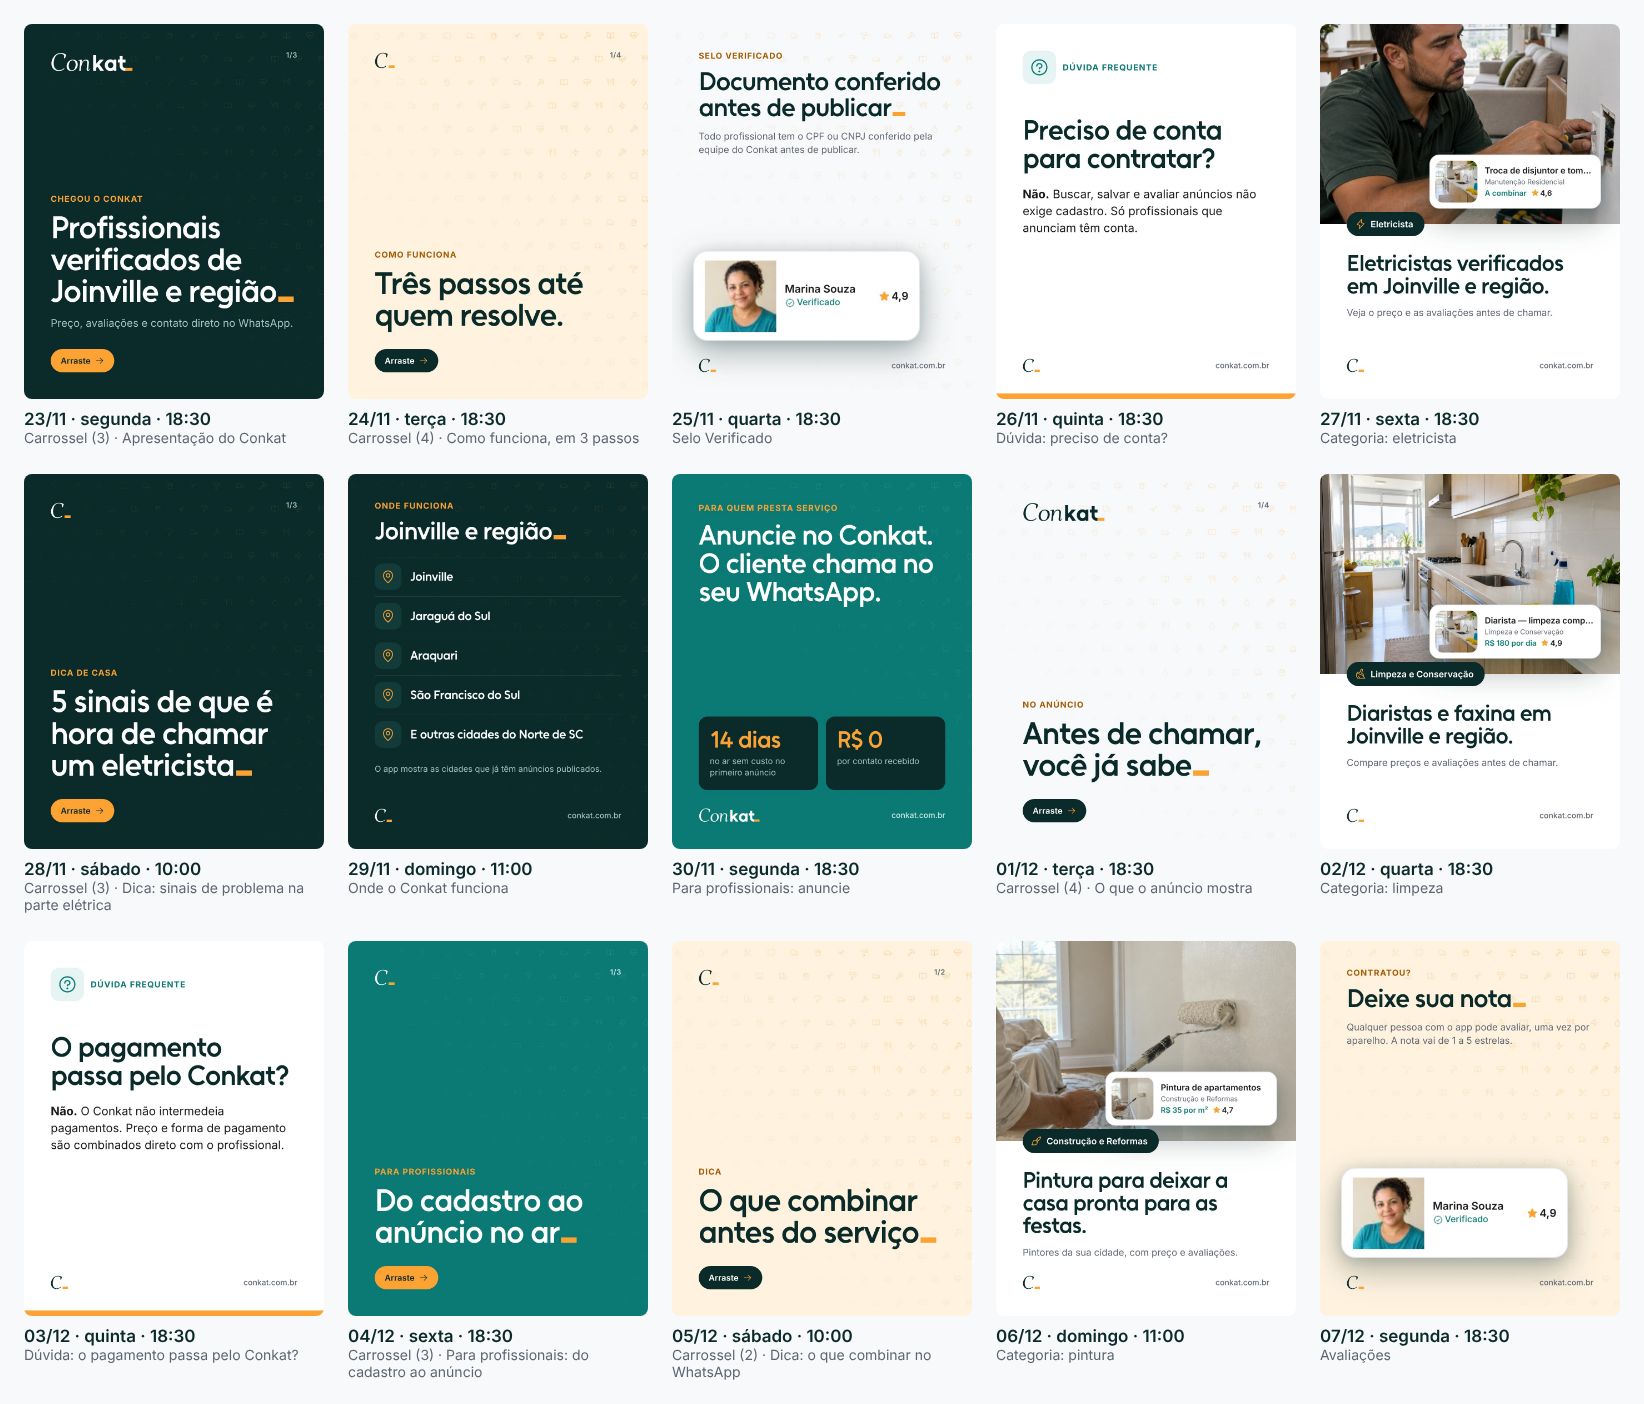 Conkat_
1/3
CHEGOU O CONKAT
Profissionais
verificados de
Joinville e região_
Preço, avaliações e contato direto no WhatsApp.
Arraste →
23/11 · segunda · 18:30
Carrossel (3) · Apresentação do Conkat
C_
1/4
COMO FUNCIONA
Três passos até
quem resolve.
Arraste →
24/11 · terça · 18:30
Carrossel (4) · Como funciona, em 3 passos
SELO VERIFICADO
Documento conferido
antes de publicar_
Todo profissional tem o CPF ou CNPJ conferido pela
equipe do Conkat antes de publicar.
Marina Souza
Verificado
4,9
C_
conkat.com.br
25/11 · quarta · 18:30
Selo Verificado
DÚVIDA FREQUENTE
Preciso de conta
para contratar?
Não. Buscar, salvar e avaliar anúncios não
exige cadastro. Só profissionais que
anunciam têm conta.
C_
conkat.com.br
26/11 · quinta · 18:30
Dúvida: preciso de conta?
Troca de disjuntor e tom...
Manutenção Residencial
A combinar 4,6
Eletricista
Eletricistas verificados
em Joinville e região.
Veja o preço e as avaliações antes de chamar.
C_
conkat.com.br
27/11 · sexta · 18:30
Categoria: eletricista
C_
1/3
DICA DE CASA
5 sinais de que é
hora de chamar
um eletricista_
Arraste →
28/11 · sábado · 10:00
Carrossel (3) · Dica: sinais de problema na
parte elétrica
ONDE FUNCIONA
Joinville e região_
Joinville
Jaraguá do Sul
Araquari
São Francisco do Sul
E outras cidades do Norte de SC
O app mostra as cidades que já têm anúncios publicados.
C_
conkat.com.br
29/11 · domingo · 11:00
Onde o Conkat funciona
PARA QUEM PRESTA SERVIÇO
Anuncie no Conkat.
O cliente chama no
seu WhatsApp.
14 dias
no ar sem custo no
primeiro anúncio
R$ 0
por contato recebido
Conkat_
conkat.com.br
30/11 · segunda · 18:30
Para profissionais: anuncie
Conkat_
1/4
NO ANÚNCIO
Antes de chamar,
você já sabe_
Arraste →
01/12 · terça · 18:30
Carrossel (4) · O que o anúncio mostra
Diarista — limpeza comp...
Limpeza e Conservação
R$ 180 por dia 4,9
Limpeza e Conservação
Diaristas e faxina em
Joinville e região.
Compare preços e avaliações antes de chamar.
C_
conkat.com.br
02/12 · quarta · 18:30
Categoria: limpeza
DÚVIDA FREQUENTE
O pagamento
passa pelo Conkat?
Não. O Conkat não intermedeia
pagamentos. Preço e forma de pagamento
são combinados direto com o profissional.
C_
conkat.com.br
03/12 · quinta · 18:30
Dúvida: o pagamento passa pelo Conkat?
C_
1/3
PARA PROFISSIONAIS
Do cadastro ao
anúncio no ar_
Arraste →
04/12 · sexta · 18:30
Carrossel (3) · Para profissionais: do
cadastro ao anúncio
C_
1/2
DICA
O que combinar
antes do serviço_
Arraste →
05/12 · sábado · 10:00
Carrossel (2) · Dica: o que combinar no
WhatsApp
Pintura de apartamentos
Construção e Reformas
R$ 35 por m² 4,7
Construção e Reformas
Pintura para deixar a
casa pronta para as
festas.
Pintores da sua cidade, com preço e avaliações.
C_
conkat.com.br
06/12 · domingo · 11:00
Categoria: pintura
CONTRATOU?
Deixe sua nota_
Qualquer pessoa com o app pode avaliar, uma vez por
aparelho. A nota vai de 1 a 5 estrelas.
Marina Souza
Verificado
4,9
C_
conkat.com.br
07/12 · segunda · 18:30
Avaliações